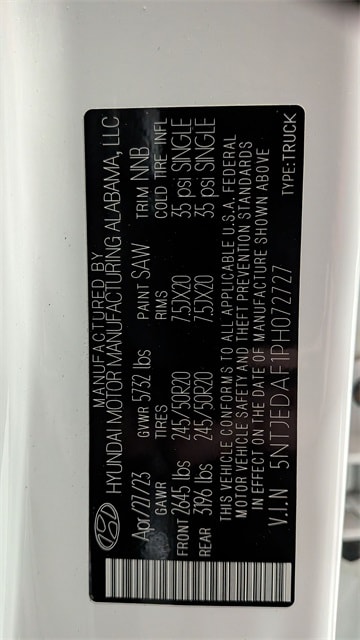 MANUFACTURED BY
HYUNDAI MOTOR MANUFACTURING ALABAMA, LLC
Apr/27/23 GVWR 5732 lbs PAINT SAW TRIM NNB
GAWR TIRES RIMS COLD TIRE INFL
FRONT 2645 lbs 245/50R20 7.5JX20 35 psi SINGLE
REAR 3196 lbs 245/50R20 7.5JX20 35 psi SINGLE
THIS VEHICLE CONFORMS TO ALL APPLICABLE U.S.A. FEDERAL
MOTOR VEHICLE SAFETY AND THEFT PREVENTION STANDARDS
IN EFFECT ON THE DATE OF MANUFACTURE SHOWN ABOVE
V.I.N 5NTJEDAF1PH072727 TYPE:TRUCK